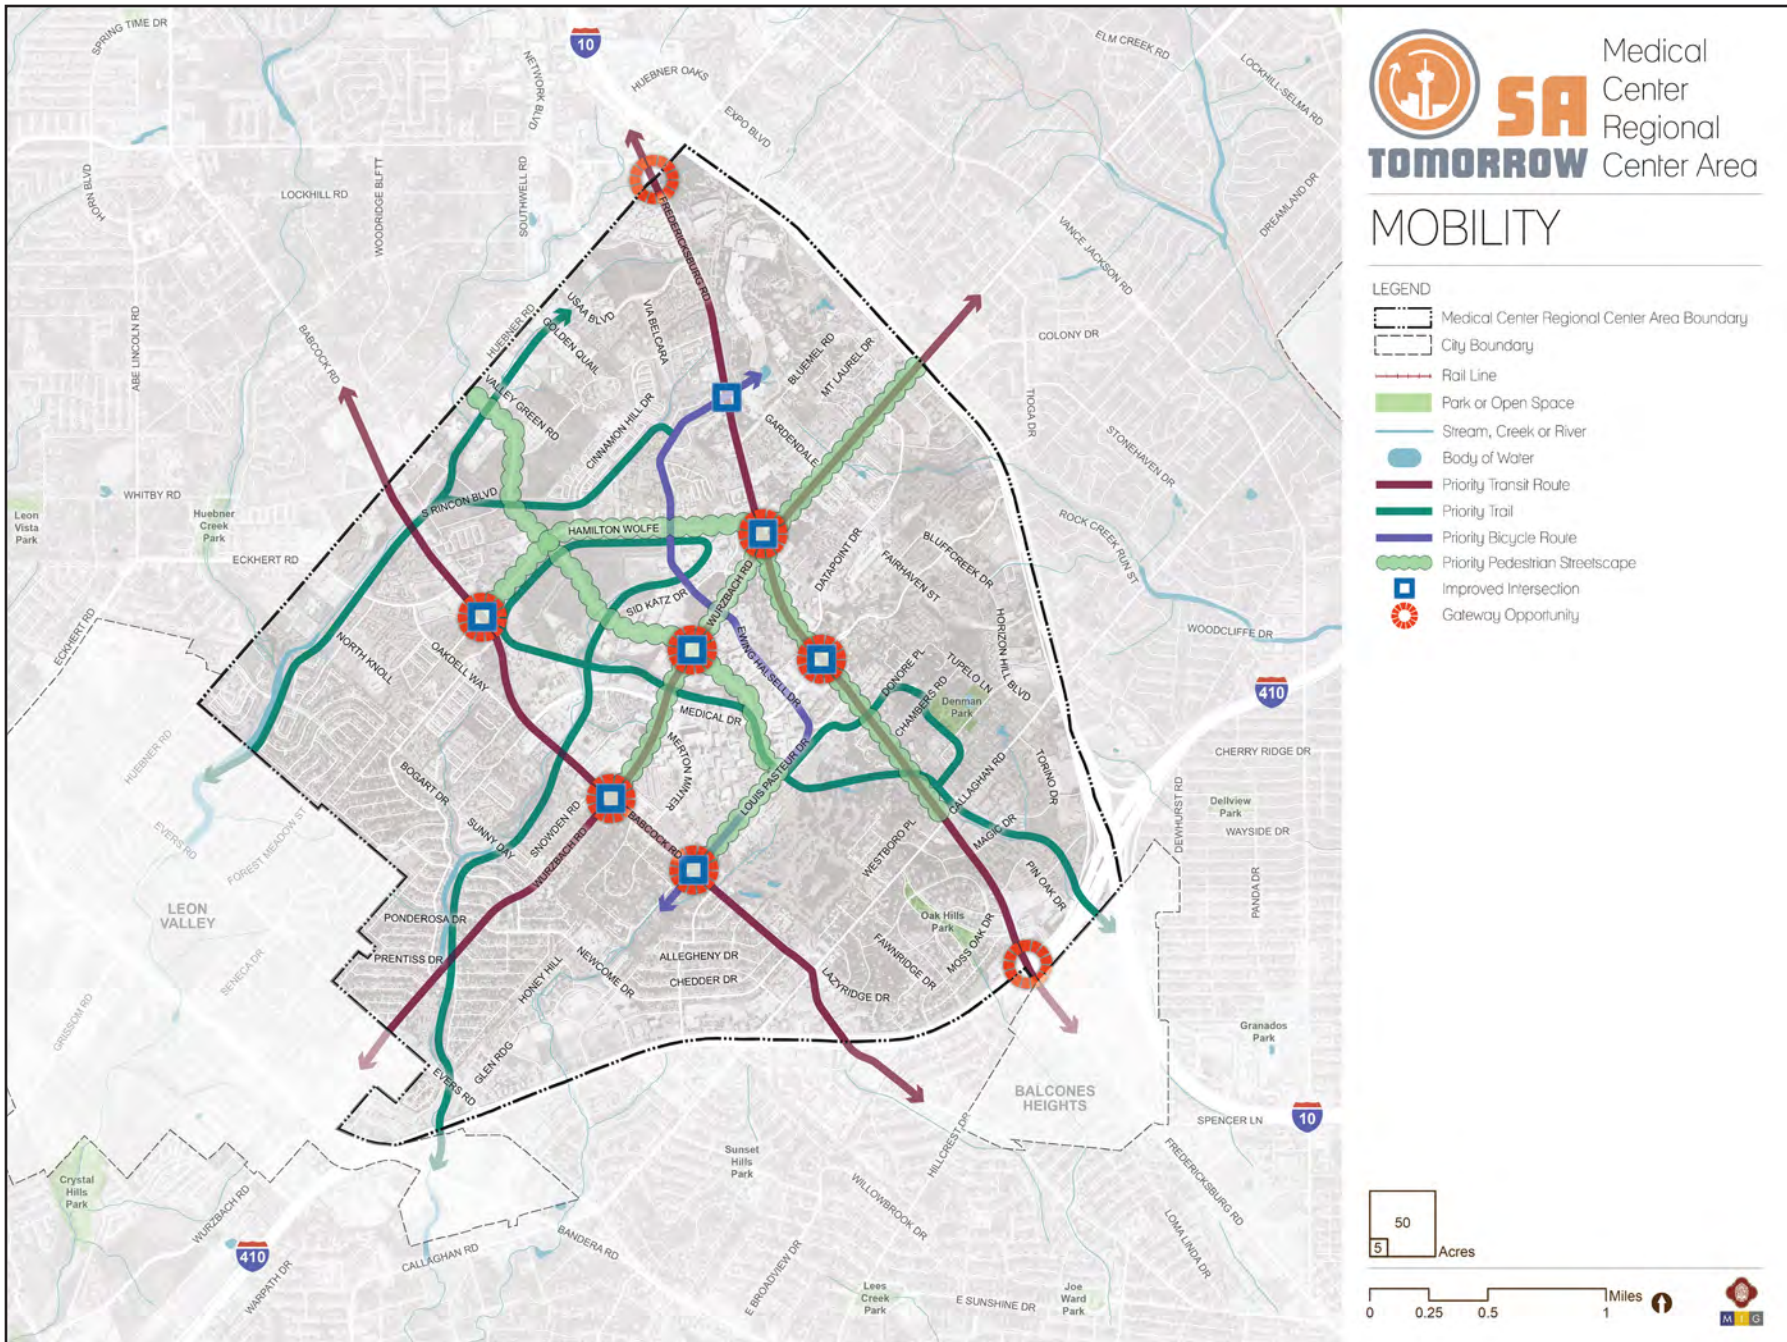 SA
TOMORROW
Medical
Center
Regional
Center Area
MOBILITY
LEGEND
Medical Center Regional Center Area Boundary
City Boundary
Rail Line
Park or Open Space
Stream, Creek or River
Body of Water
Priority Transit Route
Priority Trail
Priority Bicycle Route
Priority Pedestrian Streetscape
Improved Intersection
Gateway Opportunity
50
5
Acres
0
0.25
0.5
1
Miles
M I G
SPRING TIME DR
10
NETWORK BLVD
HUEBNER OAKS
EXPO BLVD
ELM CREEK RD
LOCKHILL-SELMA RD
HORN BLVD
LOCKHILL RD
WOODRIDGE BLFTT
SOUTHWELL RD
DREAMLAND DR
VANCE JACKSON RD
FREDERICKSBURG RD
ABE LINCOLN RD
BABCOCK RD
HUEBNER RD
USAA BLVD
GOLDEN QUAIL
VIA BELCARA
BLUEMEL RD
MT LAUREL DR
COLONY DR
VALLEY GREEN RD
CINNAMON HILL DR
GARDENDALE
TIOGA DR
STONEHAVEN DR
WHITBY RD
Leon
Vista
Park
Huebner
Creek
Park
S RINCON BLVD
HAMILTON WOLFE
ECKHERT RD
DATAPOINT DR
BLUFFCREEK DR
FAIRHAVEN ST
ROCK CREEK RUN ST
WURZBACH RD
SID KATZ DR
EWING HALSELL DR
HORIZON HILL BLVD
WOODCLIFFE DR
ECKHERT RD
NORTH KNOLL
OAKDELL WAY
DONORE PL
TUPELO LN
CHAMBERS RD
Denman
Park
410
MEDICAL DR
MERTON MINTER
LOUIS PASTEUR DR
HUEBNER RD
CHERRY RIDGE DR
BOGART DR
TORINO DR
CALLAGHAN RD
DEWHURST RD
Dellview
Park
WAYSIDE DR
EVERS RD
FOREST MEADOW ST
SUNNY DAY
SNOWDEN RD
WURZBACH RD
BABCOCK RD
WESTBORO PL
MAGIC DR
PIN OAK DR
PANDA DR
LEON
VALLEY
PONDEROSA DR
Oak Hills
Park
MOSS OAK DR
FAWNRIDGE DR
PRENTISS DR
SENECA DR
HONEY HILL
NEWCOME DR
ALLEGHENY DR
CHEDDER DR
LAZYRIDGE DR
GRISSOM RD
Granados
Park
GLEN RDG
EVERS RD
BALCONES
HEIGHTS
SPENCER LN
10
HILLCREST DR
FREDERICKSBURG RD
Sunset
Hills
Park
Crystal
Hills
Park
WURZBACH RD
WILLOWBROOK DR
LOMA LINDA DR
410
CALLAGHAN RD
BANDERA RD
WARPATH DR
E BROADVIEW DR
Lees
Creek
Park
E SUNSHINE DR
Joe
Ward
Park